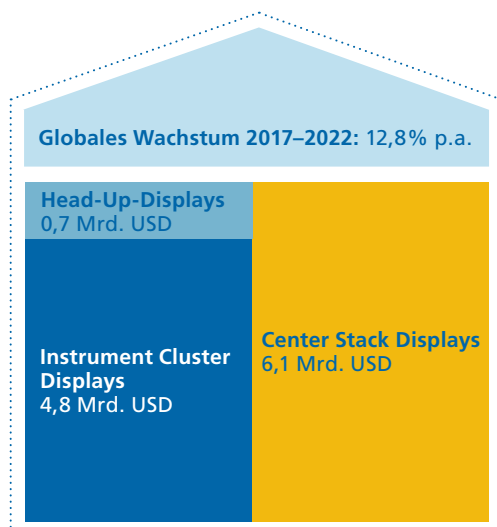 Globales Wachstum 2017–2022: 12,8% p.a.
Head-Up-Displays
0,7 Mrd. USD
Instrument Cluster
Displays
4,8 Mrd. USD
Center Stack Displays
6,1 Mrd. USD